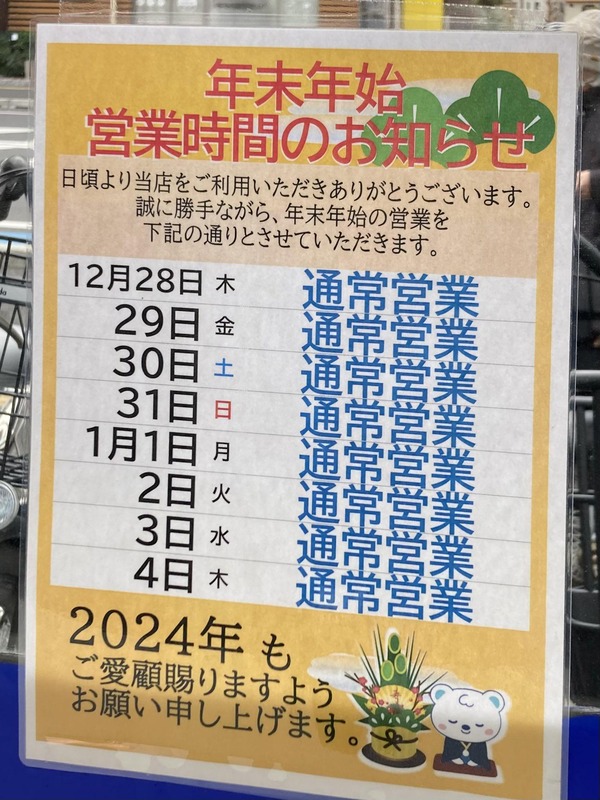 年末年始
営業時間のお知らせ
日頃より当店をご利用いただきありがとうございます。
誠に勝手ながら、年末年始の営業を
下記の通りとさせていただきます。
12月28日 木 通常営業
29日 金 通常営業
30日 土 通常営業
31日 日 通常営業
1月1日 月 通常営業
2日 火 通常営業
3日 水 通常営業
4日 木 通常営業
2024年も
ご愛顧賜りますよう
お願い申し上げます。